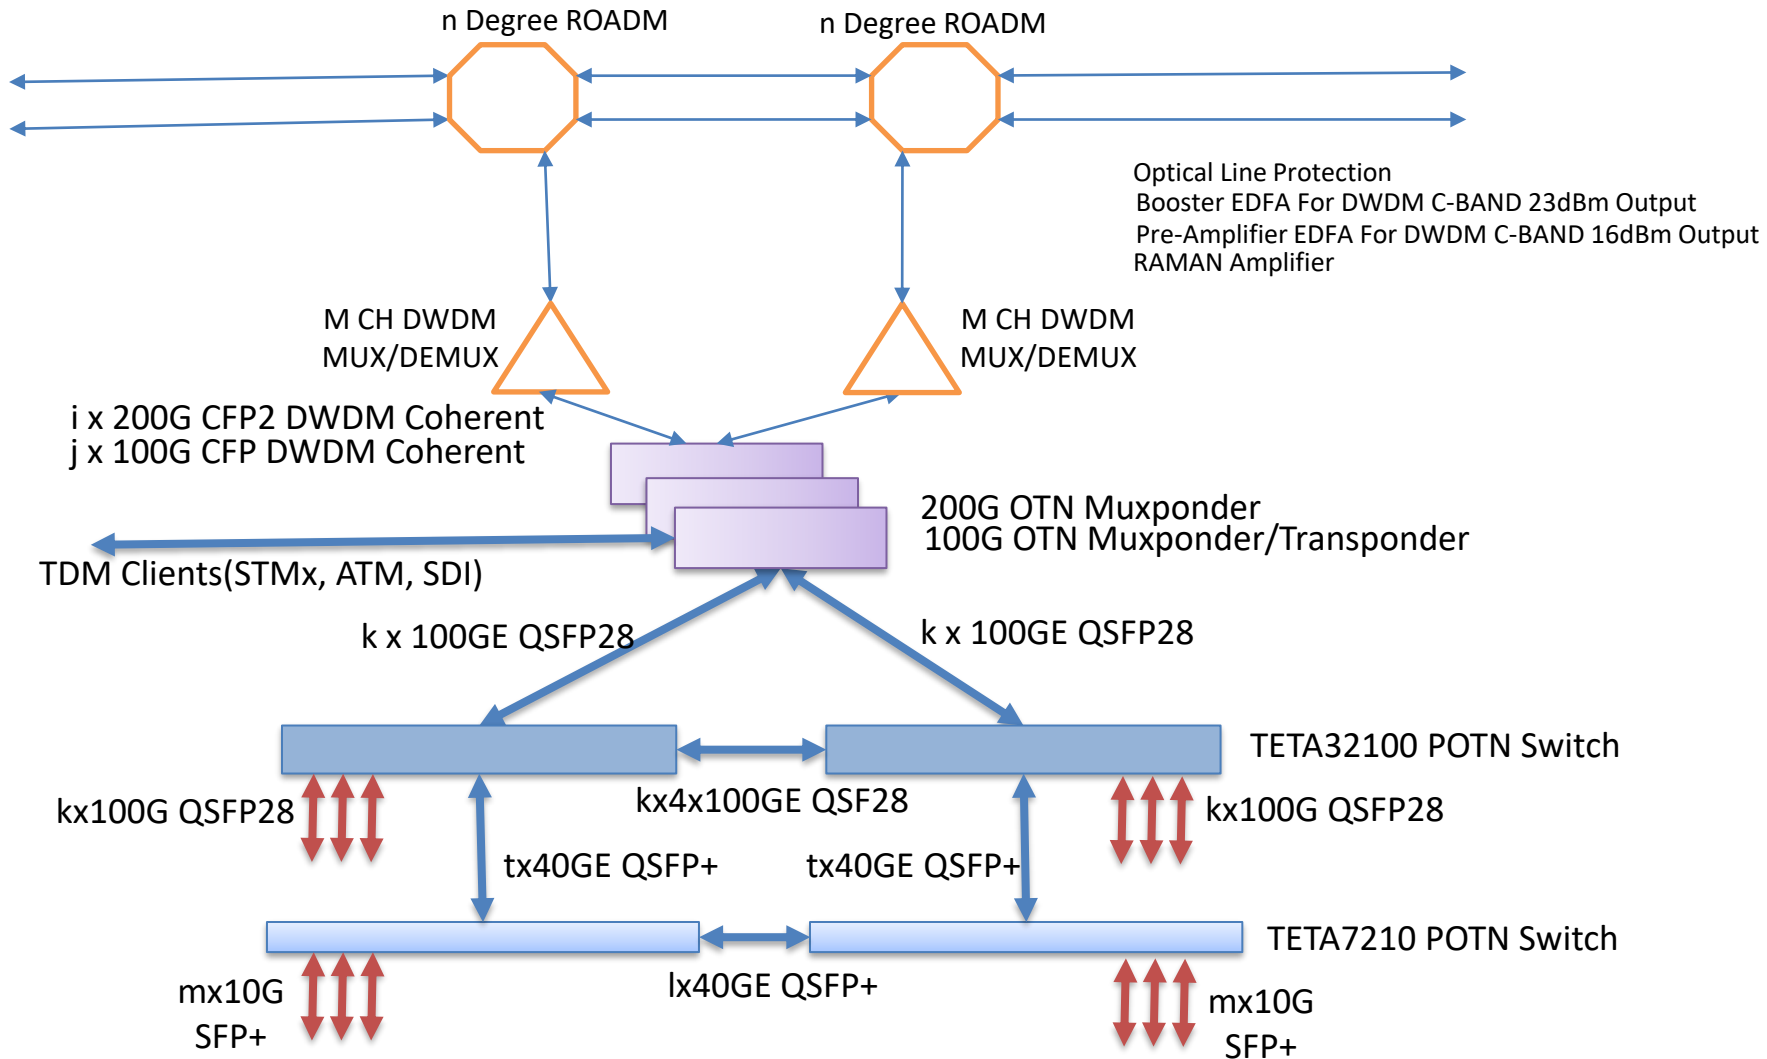 n Degree ROADM
n Degree ROADM
Optical Line Protection
Booster EDFA For DWDM C-BAND 23dBm Output
Pre-Amplifier EDFA For DWDM C-BAND 16dBm Output
RAMAN Amplifier
M CH DWDM
MUX/DEMUX
M CH DWDM
MUX/DEMUX
i x 200G CFP2 DWDM Coherent
j x 100G CFP DWDM Coherent
200G OTN Muxponder
100G OTN Muxponder/Transponder
TDM Clients(STMx, ATM, SDI)
k x 100GE QSFP28
k x 100GE QSFP28
TETA32100 POTN Switch
kx100G QSFP28
kx4x100GE QSF28
kx100G QSFP28
tx40GE QSFP+
tx40GE QSFP+
TETA7210 POTN Switch
mx10G
SFP+
lx40GE QSFP+
mx10G
SFP+